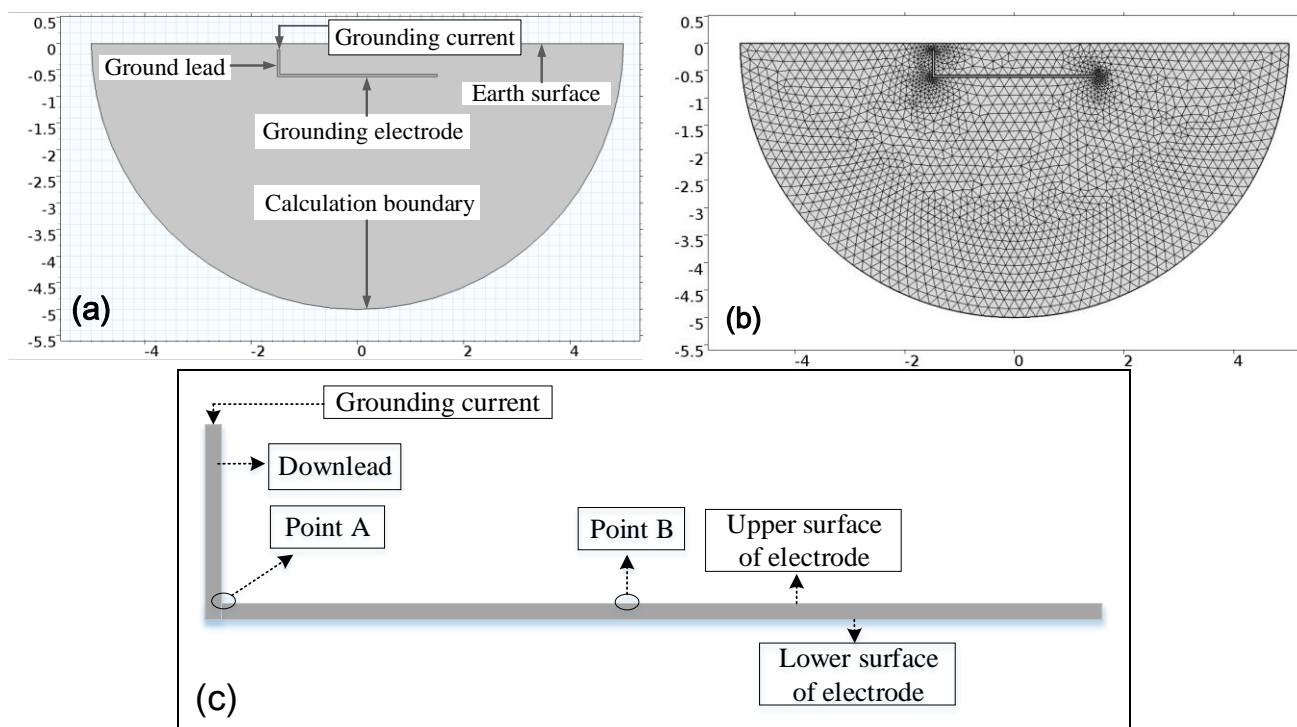 0.5
0
-0.5
-1
-1.5
-2
-2.5
-3
-3.5
-4
-4.5
-5
-5.5
-4
-2
0
2
4
Grounding current
Ground lead
Earth surface
Grounding electrode
Calculation boundary
(a)
0.5
0
-0.5
-1
-1.5
-2
-2.5
-3
-3.5
-4
-4.5
-5
-5.5
-4
-2
0
2
4
(b)
Grounding current
Downlead
Point A
Point B
Upper surface
of electrode
Lower surface
of electrode
(c)